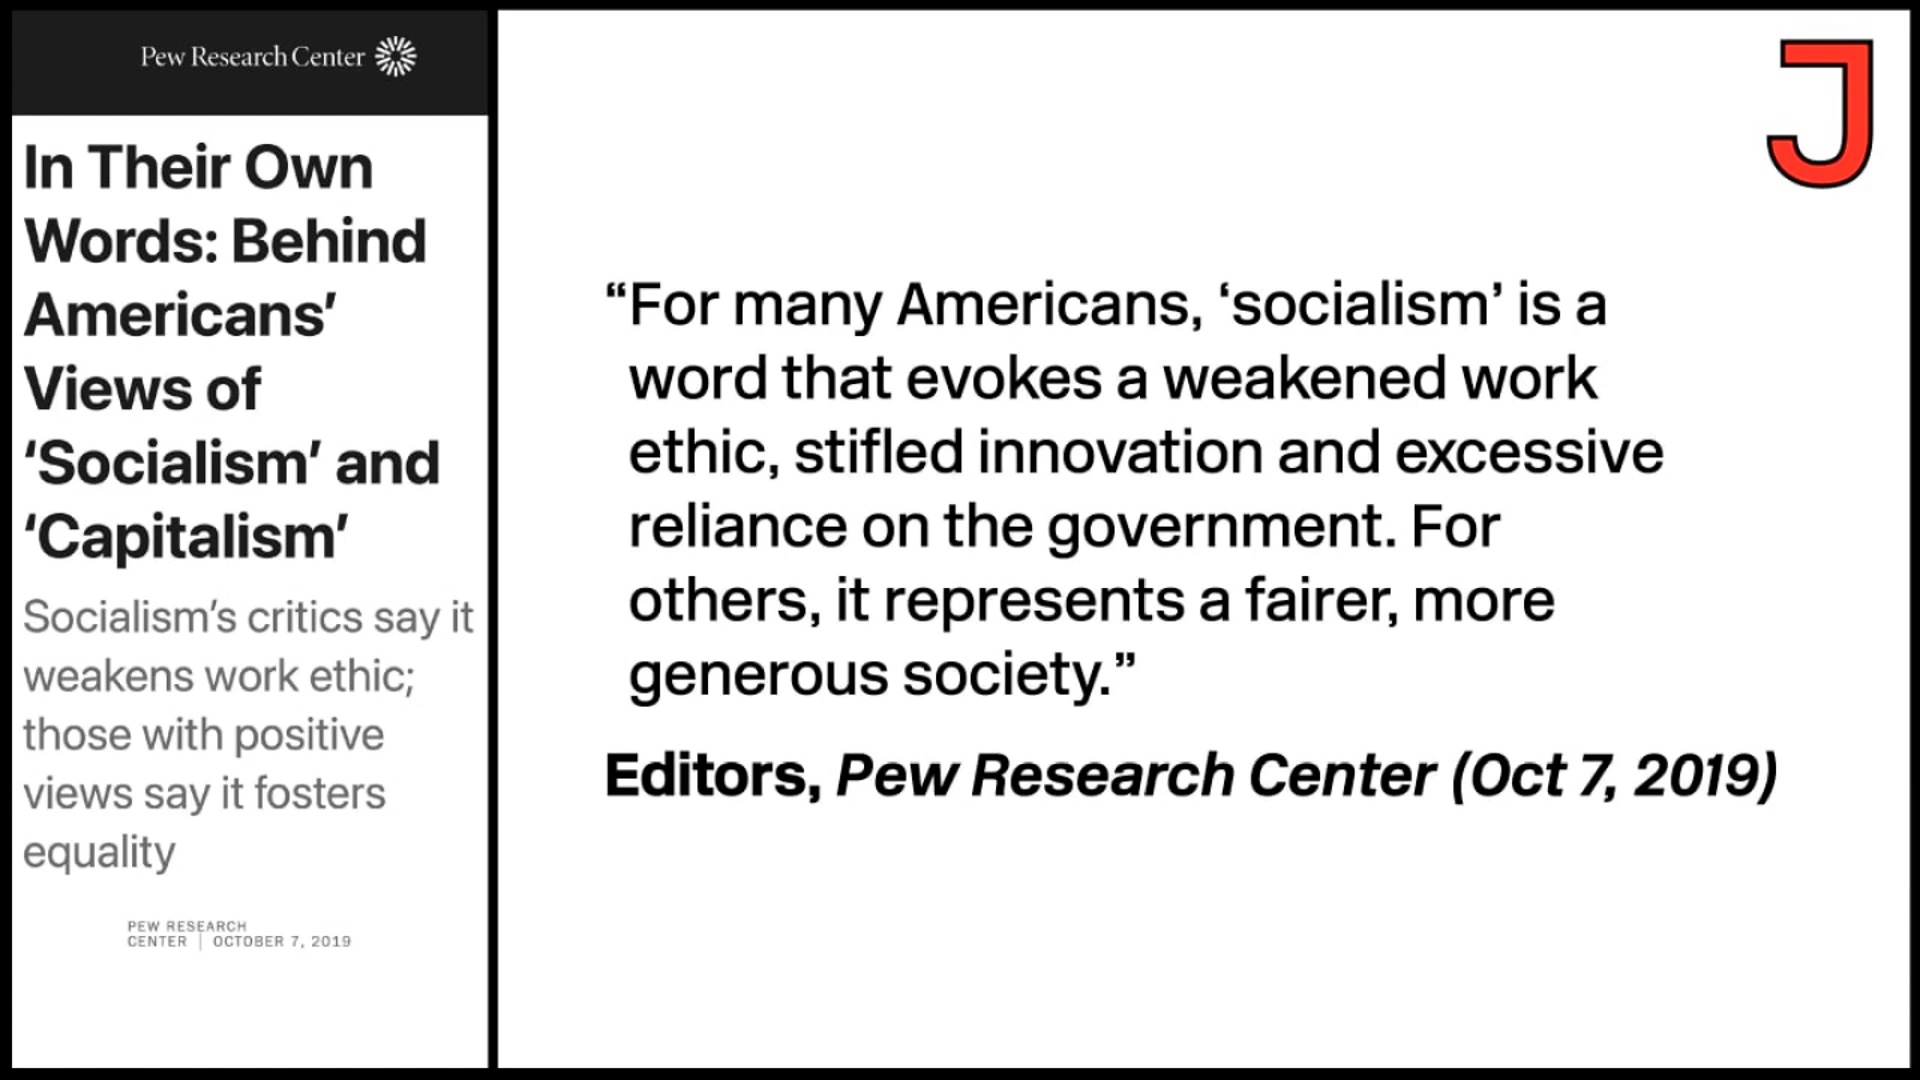 Pew Research Center
In Their Own
Words: Behind
Americans’
Views of
‘Socialism’ and
‘Capitalism’
Socialism’s critics say it
weakens work ethic;
those with positive
views say it fosters
equality
PEW RESEARCH
CENTER | OCTOBER 7, 2019
J
“For many Americans, ‘socialism’ is a
word that evokes a weakened work
ethic, stifled innovation and excessive
reliance on the government. For
others, it represents a fairer, more
generous society.”
Editors, Pew Research Center (Oct 7, 2019)